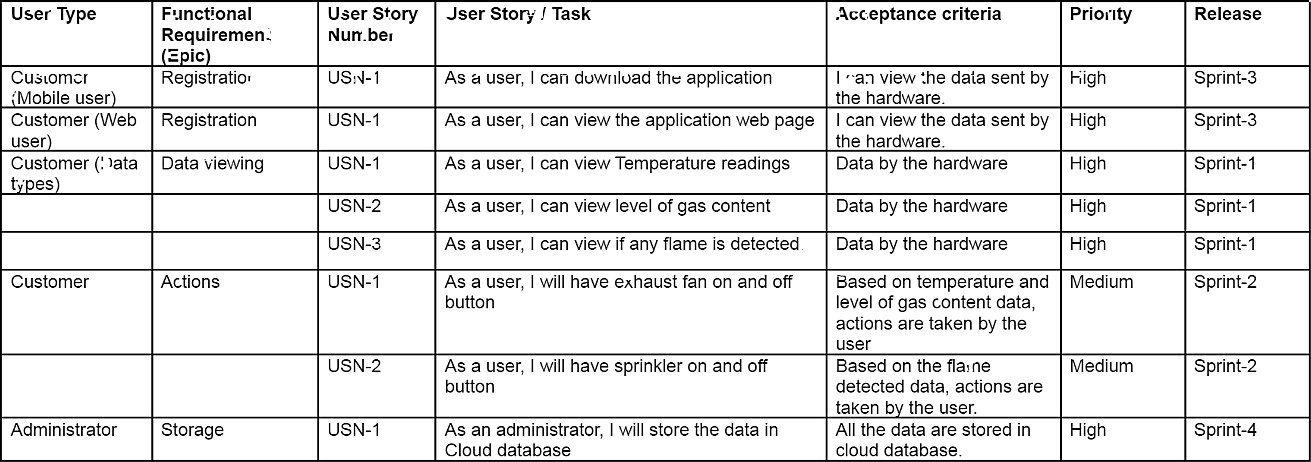 User Type | Functional Requirement (Epic) | User Story Number | User Story / Task | Acceptance criteria | Priority | Release
Customer (Mobile user) | Registration | USN-1 | As a user, I can download the application | I can view the data sent by the hardware. | High | Sprint-3
Customer (Web user) | Registration | USN-1 | As a user, I can view the application web page | I can view the data sent by the hardware. | High | Sprint-3
Customer (Data types) | Data viewing | USN-1 | As a user, I can view Temperature readings | Data by the hardware | High | Sprint-1
USN-2 | As a user, I can view level of gas content | Data by the hardware | High | Sprint-1
USN-3 | As a user, I can view if any flame is detected | Data by the hardware | High | Sprint-1
Customer | Actions | USN-1 | As a user, I will have exhaust fan on and off button | Based on temperature and level of gas content data, actions are taken by the user | Medium | Sprint-2
USN-2 | As a user, I will have sprinkler on and off button | Based on the flame detected data, actions are taken by the user. | Medium | Sprint-2
Administrator | Storage | USN-1 | As an administrator, I will store the data in Cloud database | All the data are stored in cloud database. | High | Sprint-4